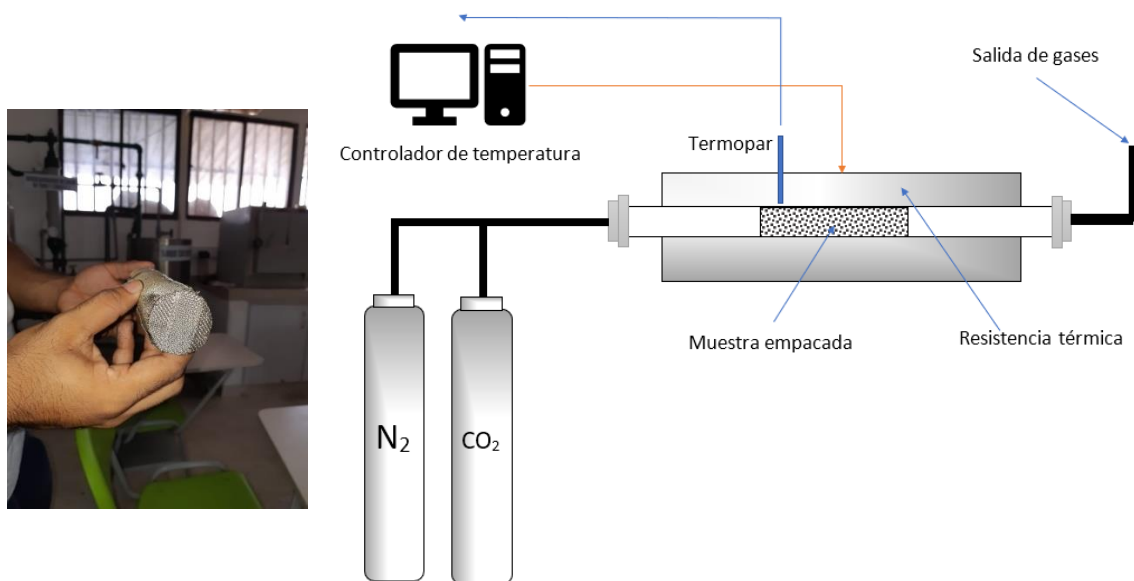 Salida de gases
Controlador de temperatura
Termopar
Muestra empacada
Resistencia térmica
N₂
CO₂